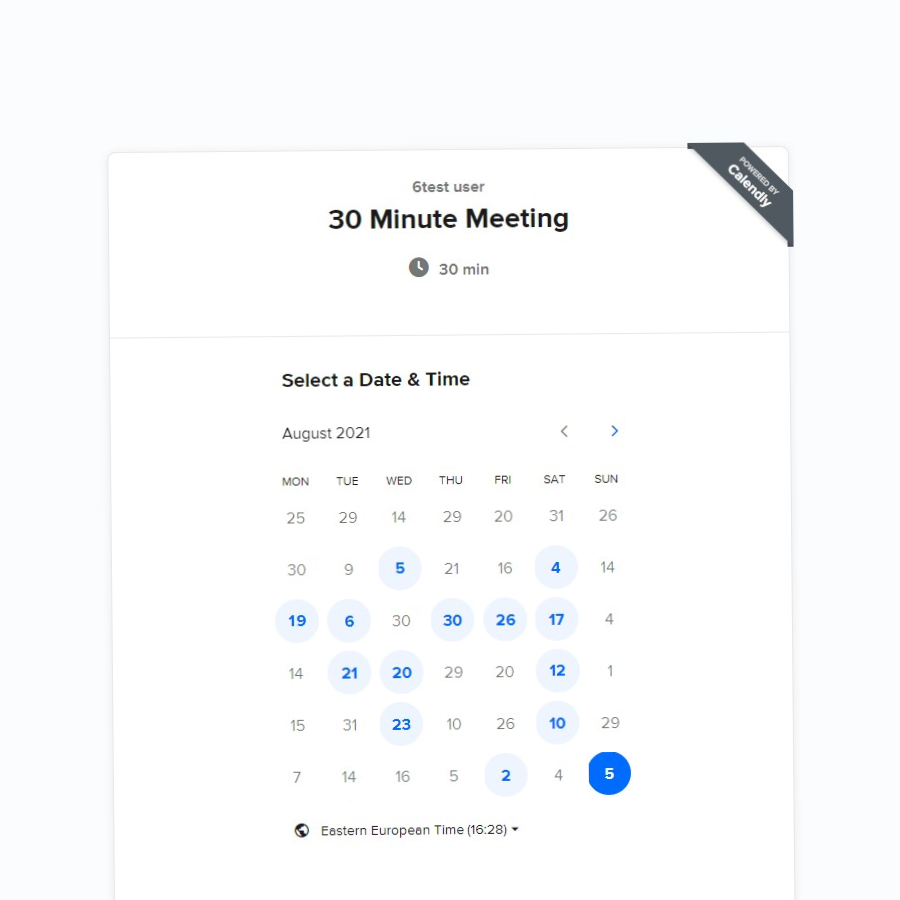 POWERED BY
Calendly
6test user
30 Minute Meeting
30 min
Select a Date & Time
August 2021
MON TUE WED THU FRI SAT SUN
25 29 14 29 20 31 26
30 9 5 21 16 4 14
19 6 30 30 26 17 4
14 21 20 29 20 12 1
15 31 23 10 26 10 29
7 14 16 5 2 4 5
Eastern European Time (16:28)